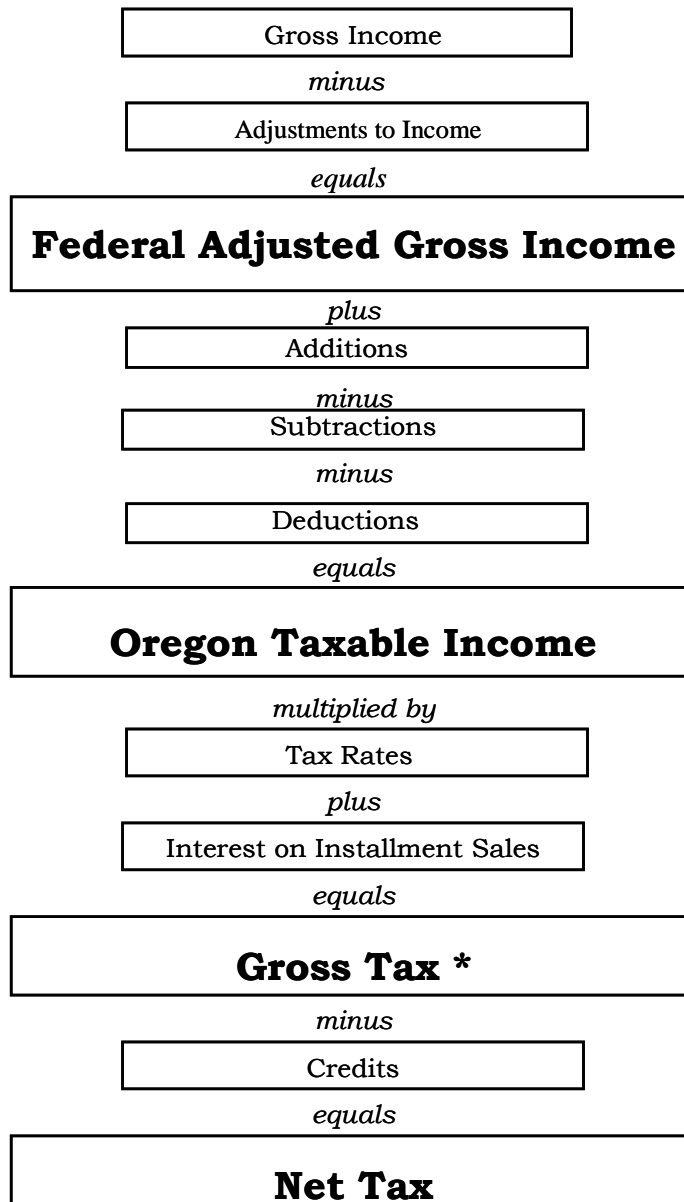 Gross Income
minus
Adjustments to Income
equals
Federal Adjusted Gross Income
plus
Additions
minus
Subtractions
minus
Deductions
equals
Oregon Taxable Income
multiplied by
Tax Rates
plus
Interest on Installment Sales
equals
Gross Tax *
minus
Credits
equals
Net Tax